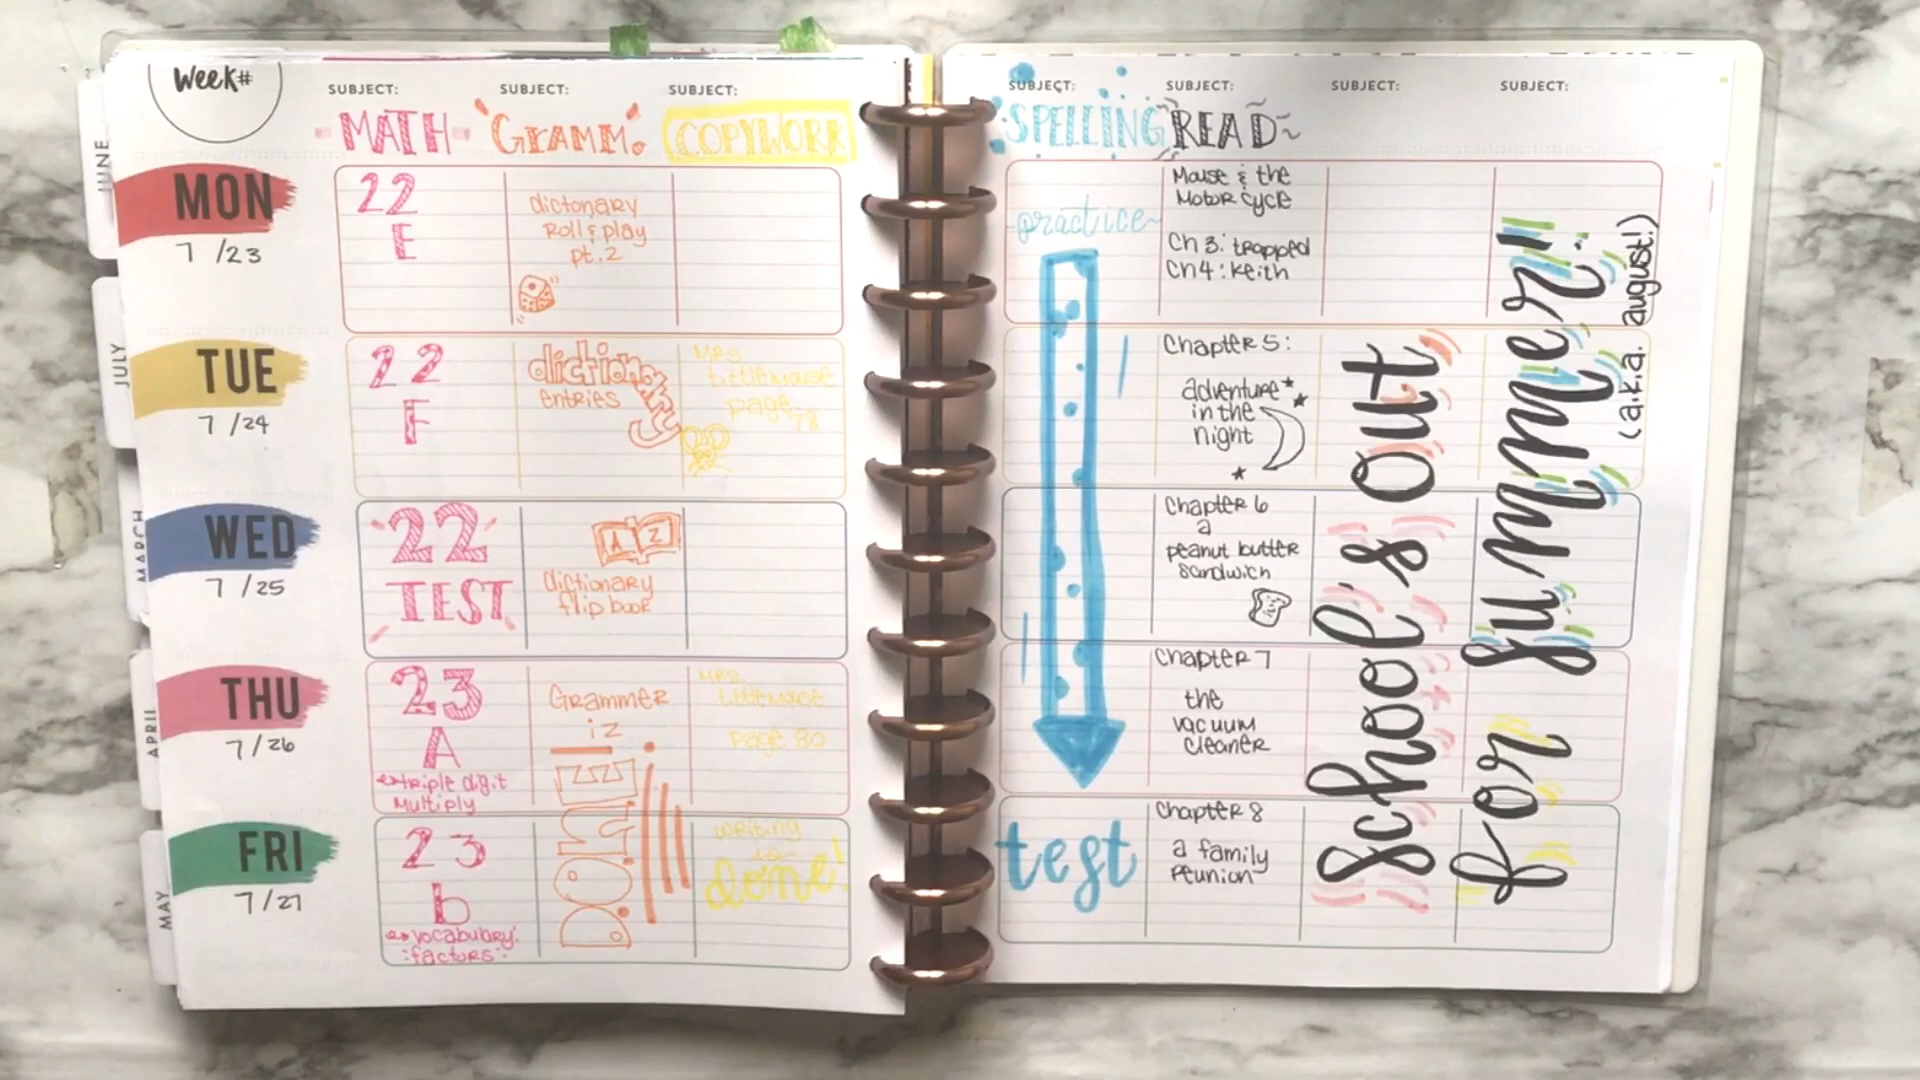 Week#
SUBJECT:
SUBJECT:
SUBJECT:
MATH
GRAMM.
COPYWORK
JUNE
JULY
MARCH
APRIL
MAY
MON
7 /23
22
E
dictonary
Roll & play
pt. 2
TUE
7 /24
22
F
dictionary
entries
MRS.
tittlemouse
page 78
WED
7 /25
22
TEST
A Z
dictionary
flip book
THU
7 /26
23
A
triple digit
multiply
Grammer
iz
DONE!
MRS.
tittlemouse
page 80
FRI
7 /27
23
b
vocabulary:
factors
writing
is
done!
SUBJECT:
SUBJECT:
SUBJECT:
SUBJECT:
SPELLING
READ
practice
test
Mouse & the
Motorcycle
Ch 3: trapped
Ch 4: Keith
Chapter 5:
adventure
in the
night
Chapter 6
a
peanut butter
sandwich
Chapter 7
the
vacuum
cleaner
Chapter 8
a family
reunion
School's Out
for Summer!
(a.k.a. august!)